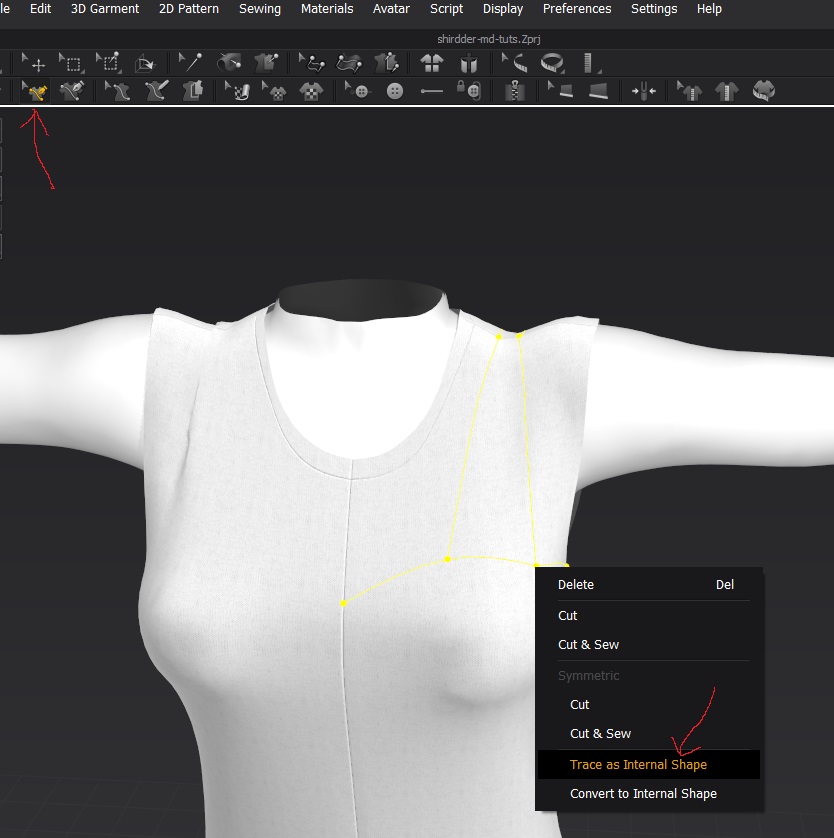 le Edit 3D Garment 2D Pattern Sewing Materials Avatar Script Display Preferences Settings Help
shirdder-md-tuts.Zprj
Delete Del
Cut
Cut & Sew
Symmetric
Cut
Cut & Sew
Trace as Internal Shape
Convert to Internal Shape